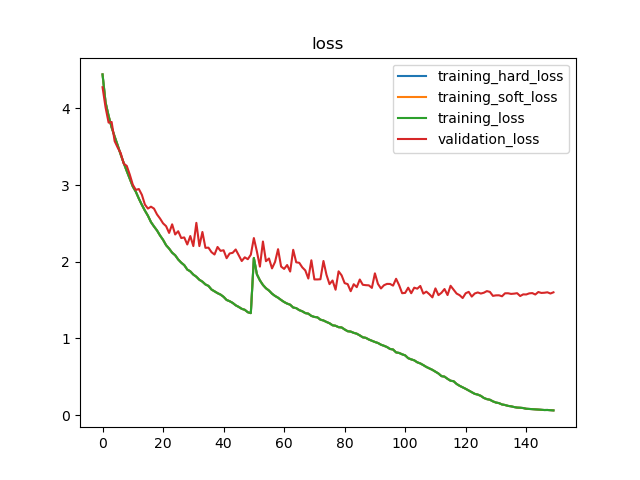 loss
training_hard_loss
training_soft_loss
training_loss
validation_loss
4
3
2
1
0
0 20 40 60 80 100 120 140